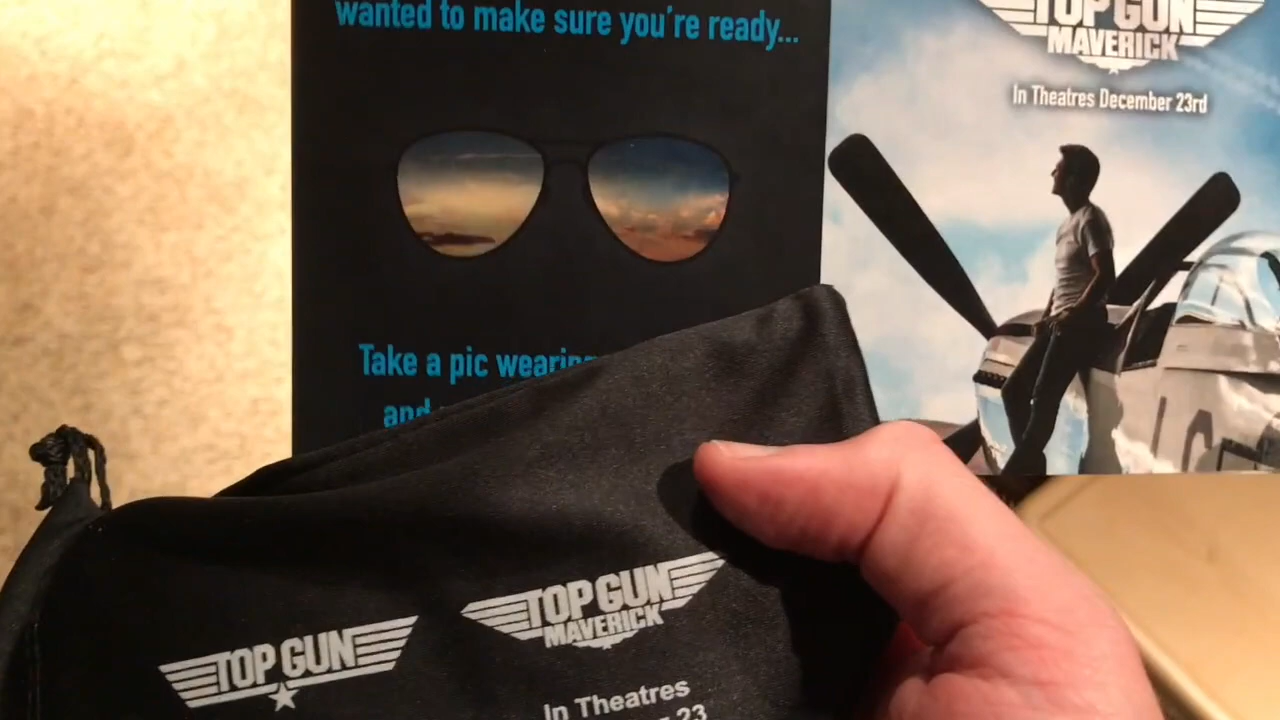 wanted to make sure you're ready...
TOP GUN
MAVERICK
In Theatres December 23rd
Take a pic wearing
and
TOP GUN
TOP GUN
MAVERICK
In Theatres
23